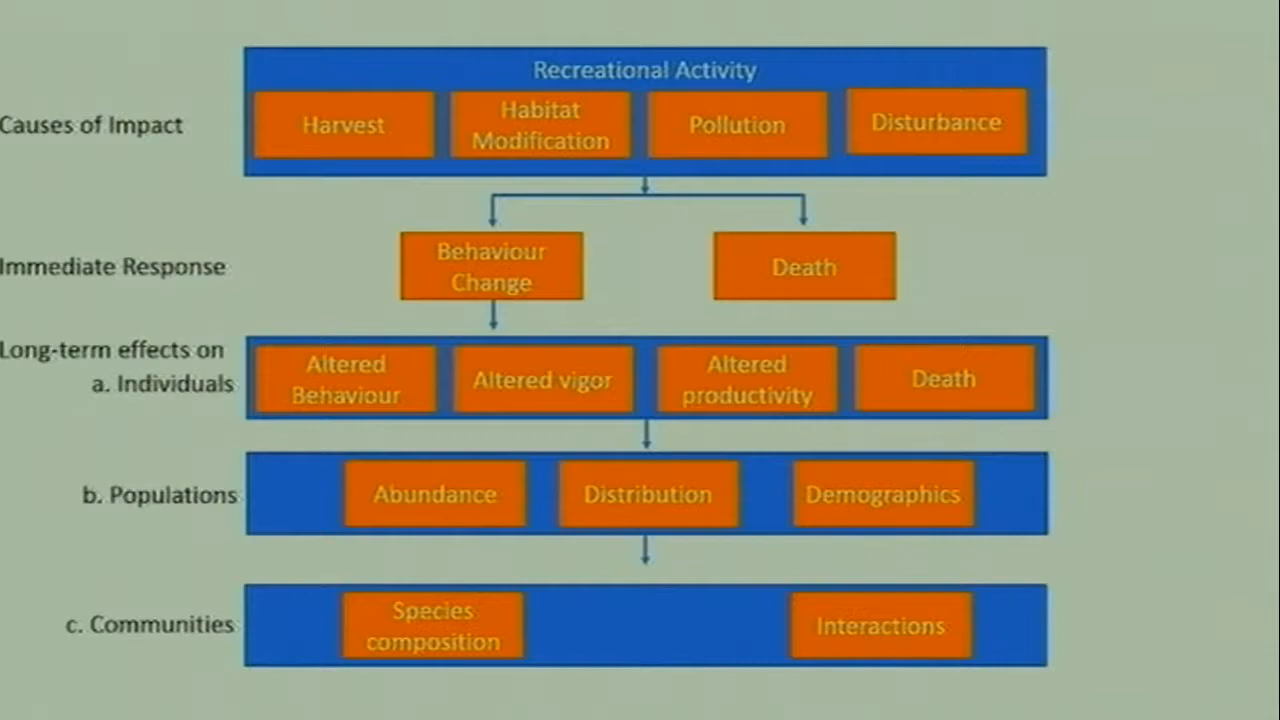 Recreational Activity
Causes of Impact
Harvest
Habitat
Modification
Pollution
Disturbance
Immediate Response
Behaviour
Change
Death
Long-term effects on
a. Individuals
Altered
Behaviour
Altered vigor
Altered
productivity
Death
b. Populations
Abundance
Distribution
Demographics
c. Communities
Species
composition
Interactions